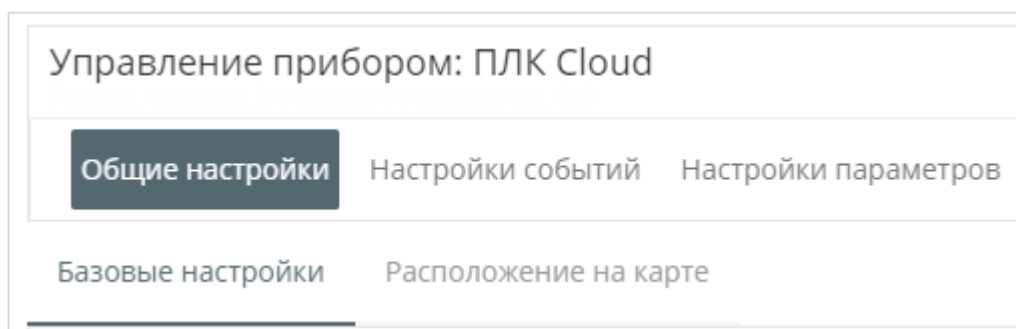 Управление прибором: ПЛК Cloud
Общие настройки Настройки событий Настройки параметров
Базовые настройки Расположение на карте